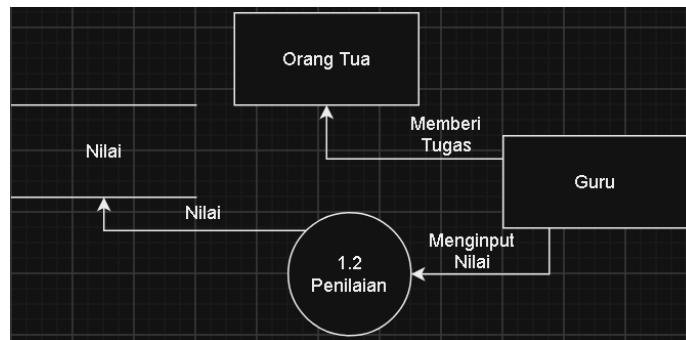 Orang Tua
Memberi
Tugas
Nilai
Guru
Nilai
Menginput
Nilai
1.2
Penilaian